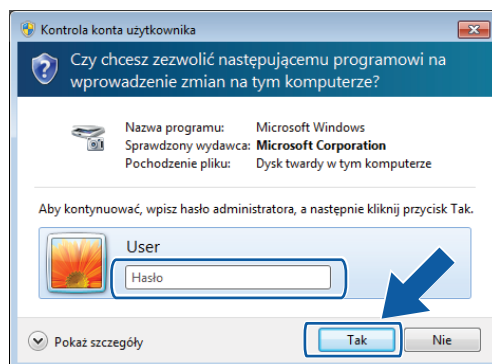 Kontrola konta użytkownika
Czy chcesz zezwolić następującemu programowi na
wprowadzenie zmian na tym komputerze?
Nazwa programu: Microsoft Windows
Sprawdzony wydawca: Microsoft Corporation
Pochodzenie pliku: Dysk twardy w tym komputerze
Aby kontynuować, wpisz hasło administratora, a następnie kliknij przycisk Tak.
User
Hasło
Pokaż szczegóły Tak Nie